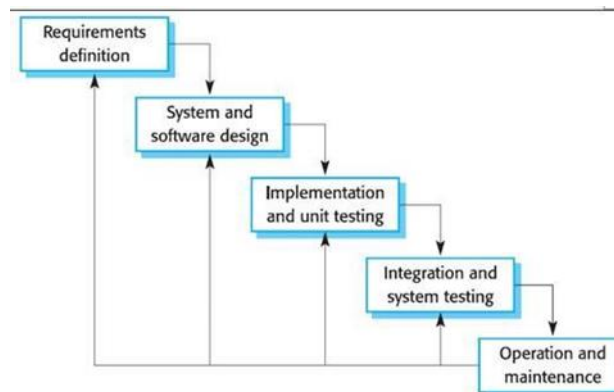 Requirements
definition
System and
software design
Implementation
and unit testing
Integration and
system testing
Operation and
maintenance